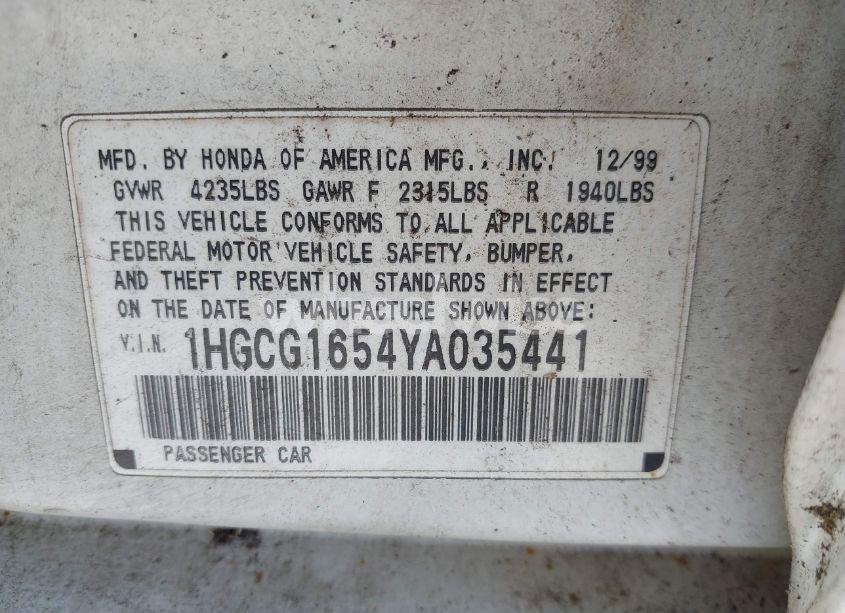 MFD. BY HONDA OF AMERICA MFG., INC. 12/99
GVWR 4235LBS GAWR F 2315LBS R 1940LBS
THIS VEHICLE CONFORMS TO ALL APPLICABLE
FEDERAL MOTOR VEHICLE SAFETY, BUMPER,
AND THEFT PREVENTION STANDARDS IN EFFECT
ON THE DATE OF MANUFACTURE SHOWN ABOVE:
V.I.N. 1HGCG1654YA035441
PASSENGER CAR